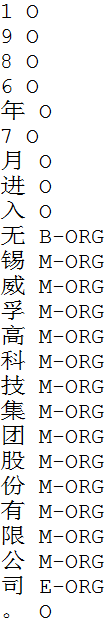 1 O
9 O
8 O
6 O
年 O
7 O
月 O
进 O
入 O
无 B-ORG
锡 M-ORG
威 M-ORG
孚 M-ORG
高 M-ORG
科 M-ORG
技 M-ORG
集 M-ORG
团 M-ORG
股 M-ORG
份 M-ORG
有 M-ORG
限 M-ORG
公 M-ORG
司 E-ORG
。 O